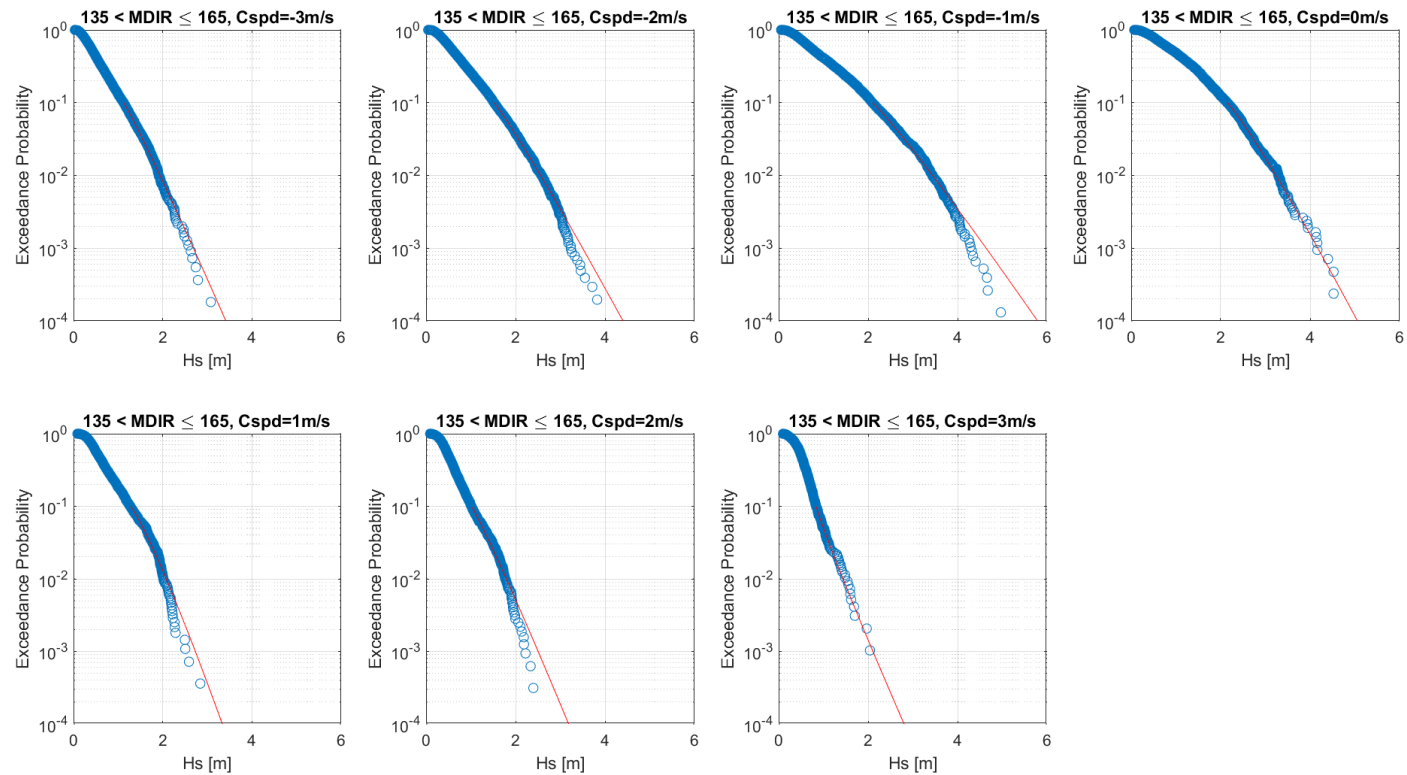 135 < MDIR ≤ 165, Cspd=-3m/s
10^0
10^-1
10^-2
10^-3
10^-4
Exceedance Probability
0 2 4 6
Hs [m]
135 < MDIR ≤ 165, Cspd=-2m/s
10^0
10^-1
10^-2
10^-3
10^-4
Exceedance Probability
0 2 4 6
Hs [m]
135 < MDIR ≤ 165, Cspd=-1m/s
10^0
10^-1
10^-2
10^-3
10^-4
Exceedance Probability
0 2 4 6
Hs [m]
135 < MDIR ≤ 165, Cspd=0m/s
10^0
10^-1
10^-2
10^-3
10^-4
Exceedance Probability
0 2 4 6
Hs [m]
135 < MDIR ≤ 165, Cspd=1m/s
10^0
10^-1
10^-2
10^-3
10^-4
Exceedance Probability
0 2 4 6
Hs [m]
135 < MDIR ≤ 165, Cspd=2m/s
10^0
10^-1
10^-2
10^-3
10^-4
Exceedance Probability
0 2 4 6
Hs [m]
135 < MDIR ≤ 165, Cspd=3m/s
10^0
10^-1
10^-2
10^-3
10^-4
Exceedance Probability
0 2 4 6
Hs [m]